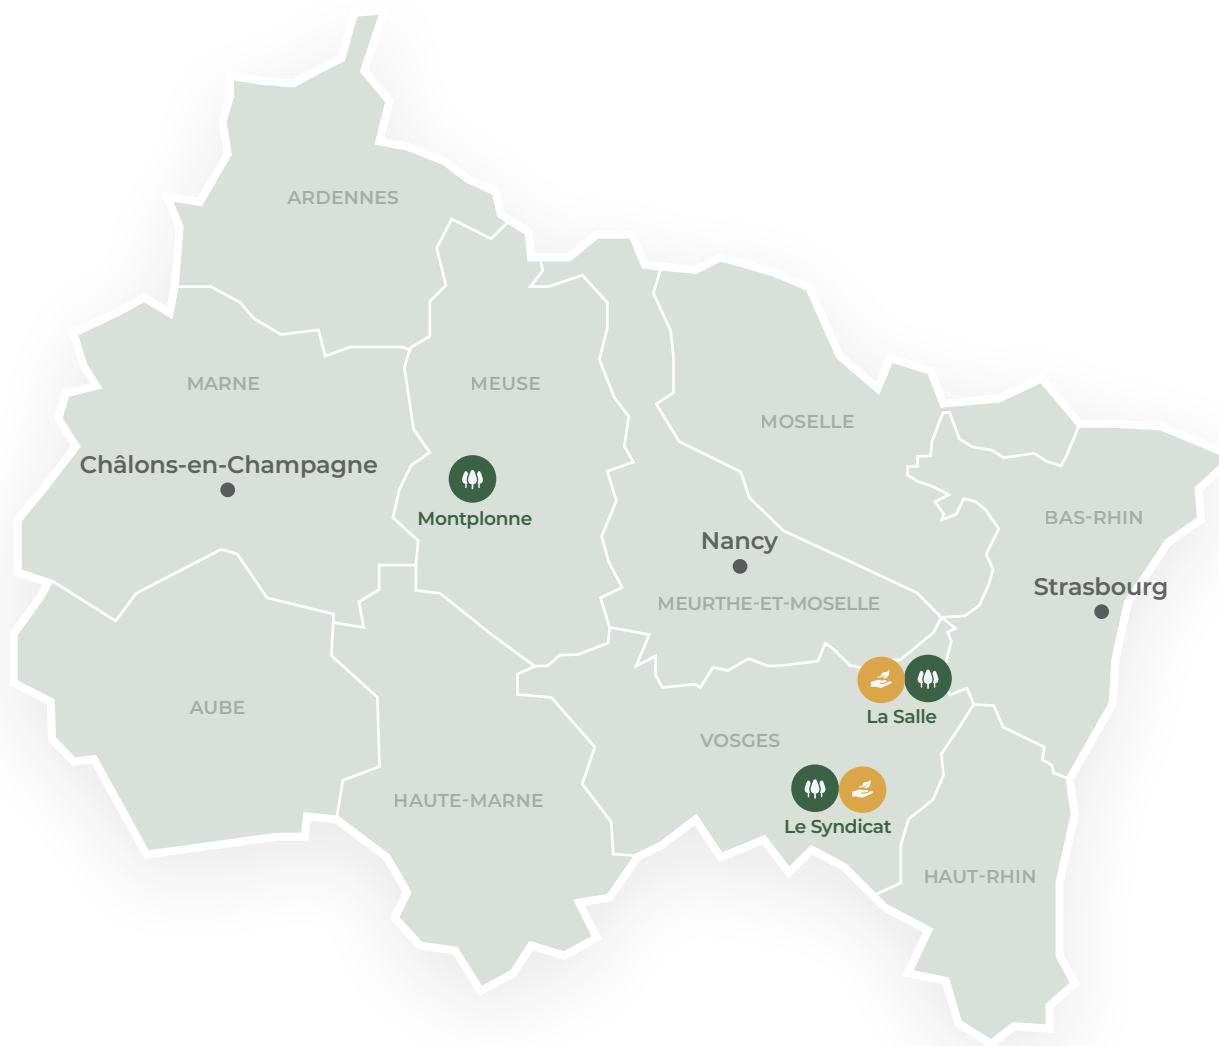 ARDENNES
MARNE
MEUSE
MOSELLE
Châlons-en-Champagne
Montplonne
BAS-RHIN
Nancy
Strasbourg
MEURTHE-ET-MOSELLE
AUBE
La Salle
VOSGES
HAUTE-MARNE
Le Syndicat
HAUT-RHIN